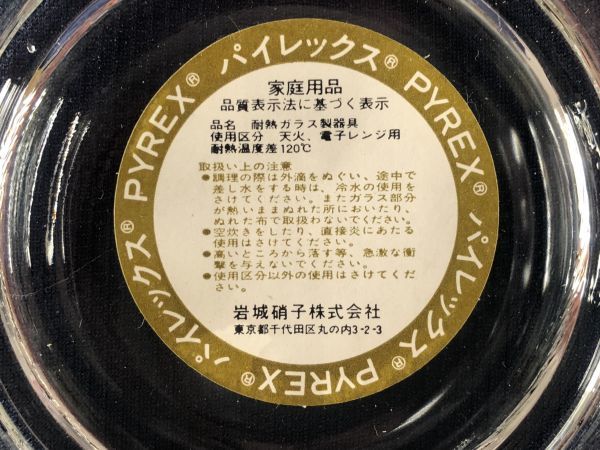 パイレックス® PYREX® パイレックス® PYREX® パイレックス® PYREX®
家庭用品
品質表示法に基づく表示
品名 耐熱ガラス製器具
使用区分 天火、電子レンジ用
耐熱温度差120℃
取扱い上の注意
●調理の際は外滴をぬぐい、途中で
差し水をする時は、冷水の使用を
さけてください。またガラス部分
が熱いままぬれた所においたり、
ぬれた布で取扱わないでください。
●空炊きをしたり、直接炎にあたる
使用はさけてください。
●高いところから落す等、急激な衝
撃を与えないでください。
●使用区分以外の使用はさけてくだ
さい。
岩城硝子株式会社
東京都千代田区丸の内3-2-3